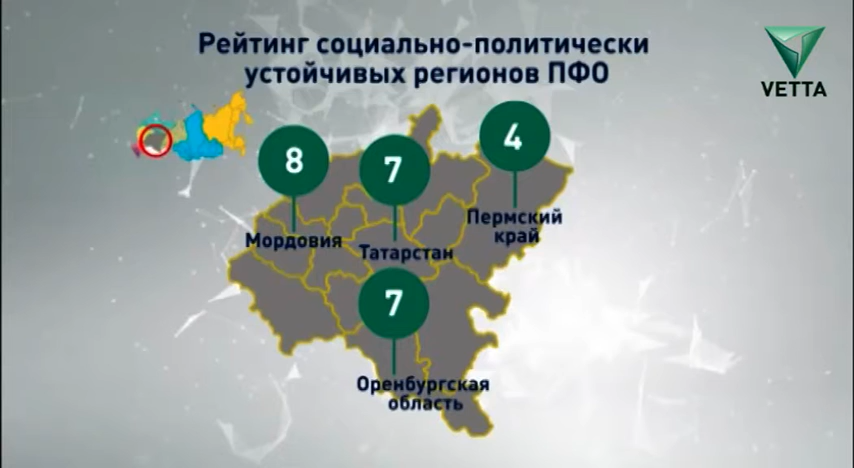 Рейтинг социально-политически
устойчивых регионов ПФО
VETTA
8
7
4
Мордовия
Татарстан
Пермский
край
7
Оренбургская
область